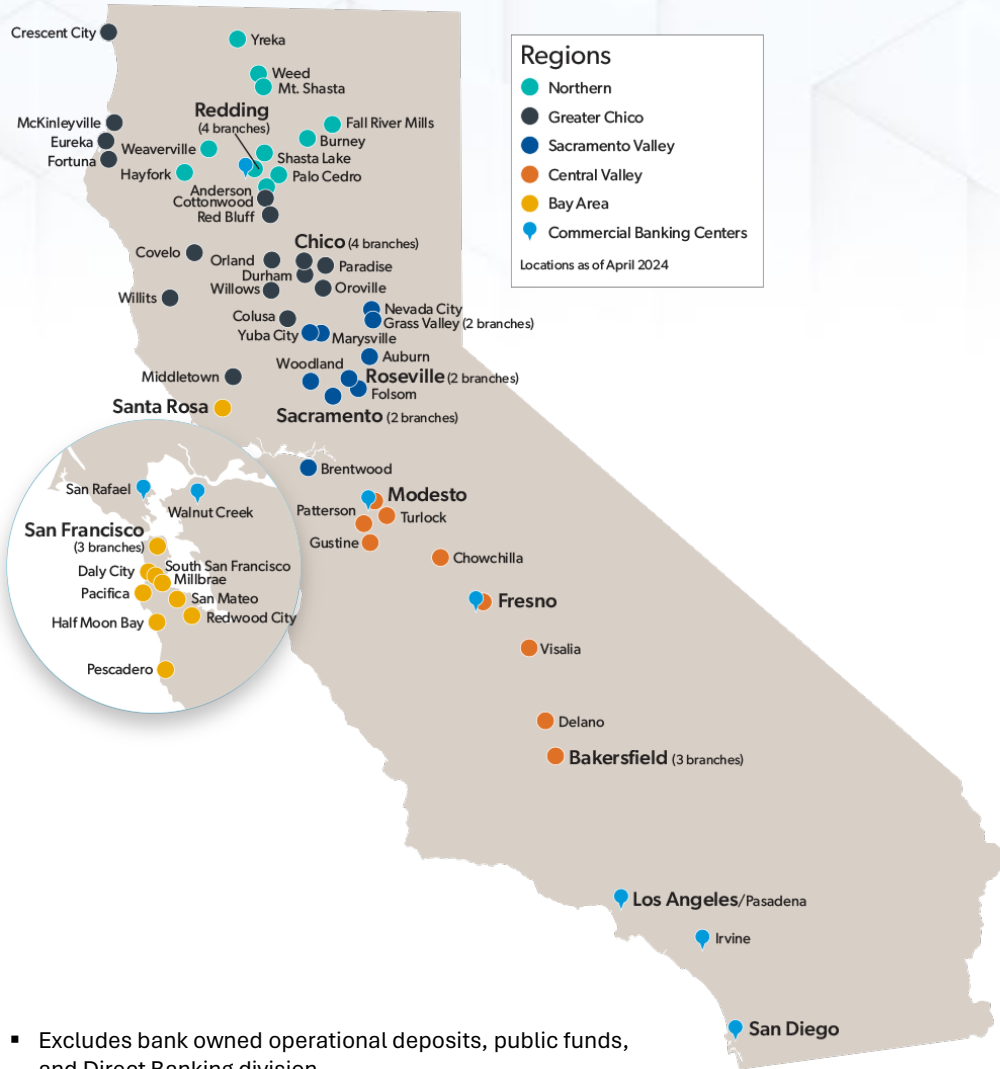 Crescent City
Yreka
Weed
Mt. Shasta
Redding
(4 branches)
McKinleyville
Eureka
Fortuna
Weaverville
Hayfork
Fall River Mills
Burney
Shasta Lake
Palo Cedro
Anderson
Cottonwood
Red Bluff
Regions
Northern
Greater Chico
Sacramento Valley
Central Valley
Bay Area
Commercial Banking Centers
Locations as of April 2024
Chico (4 branches)
Covelo
Orland
Durham
Willows
Paradise
Oroville
Willits
Colusa
Nevada City
Grass Valley (2 branches)
Yuba City
Marysville
Auburn
Woodland
Roseville (2 branches)
Folsom
Middletown
Santa Rosa
Sacramento (2 branches)
Brentwood
San Rafael
Walnut Creek
San Francisco
(3 branches)
South San Francisco
Daly City
Millbrae
Pacifica
San Mateo
Half Moon Bay
Redwood City
Pescadero
Modesto
Patterson
Turlock
Gustine
Chowchilla
Fresno
Visalia
Delano
Bakersfield (3 branches)
Los Angeles/Pasadena
Irvine
San Diego
▪ Excludes bank owned operational deposits, public funds,
and Direct Banking division